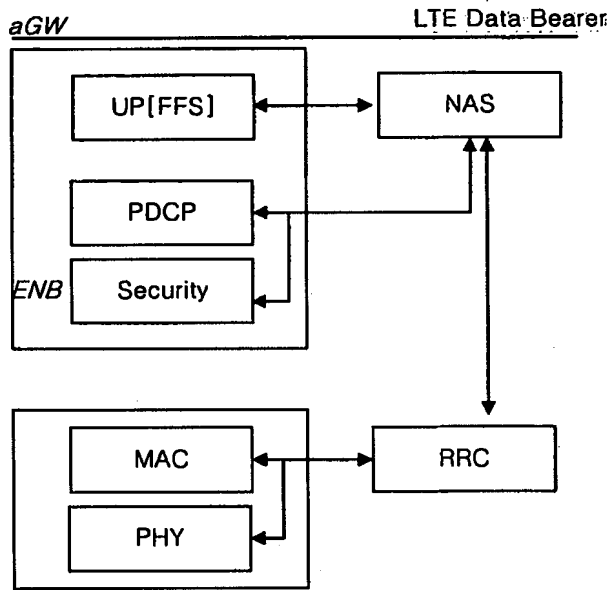 aGW
LTE Data Bearer
UP[FFS]
NAS
PDCP
ENB
Security
MAC
RRC
PHY